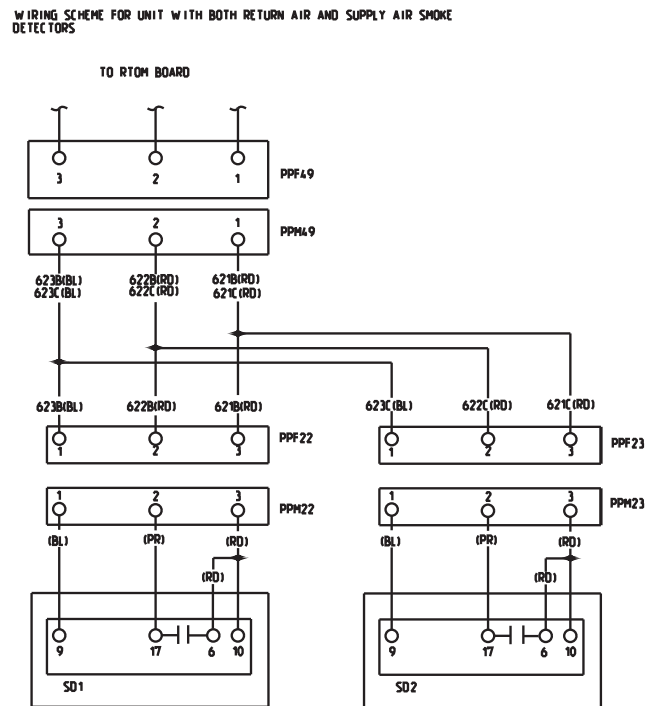 WIRING SCHEME FOR UNIT WITH BOTH RETURN AIR AND SUPPLY AIR SMOKE
DETECTORS
TO RTOM BOARD
3 2 1 PPF49
3 2 1 PPM49
623B(BL) 622B(RD) 621B(RD)
623C(BL) 622C(RD) 621C(RD)
623B(BL) 622B(RD) 621B(RD) 623C(BL) 622C(RD) 621C(RD)
1 2 3 PPF22 1 2 3 PPF23
1 2 3 PPM22 1 2 3 PPM23
(BL) (PR) (RD) (BL) (PR) (RD)
(RD) (RD)
9 17 6 10 9 17 6 10
SD1 SD2